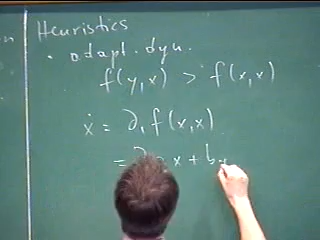 Heuristics
· adapt. dyn.
f(y,x) > f(x,x)
ẋ = ∂₁ f(x,x)
= x + b